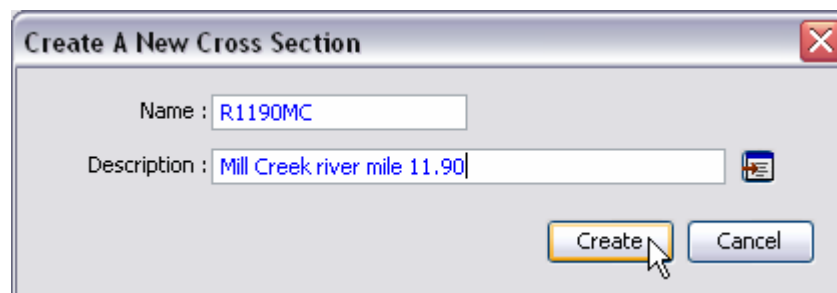 Create A New Cross Section
Name : R1190MC
Description : Mill Creek river mile 11.90
Create Cancel